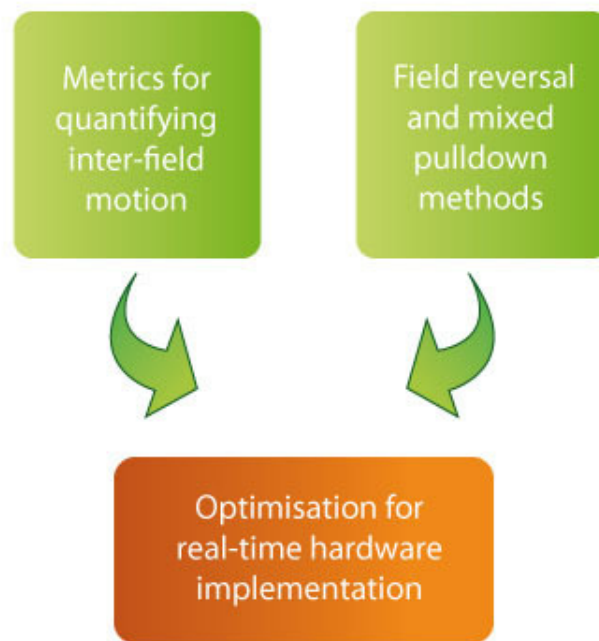 Metrics for
quantifying
inter-field
motion
Field reversal
and mixed
pulldown
methods
Optimisation for
real-time hardware
implementation